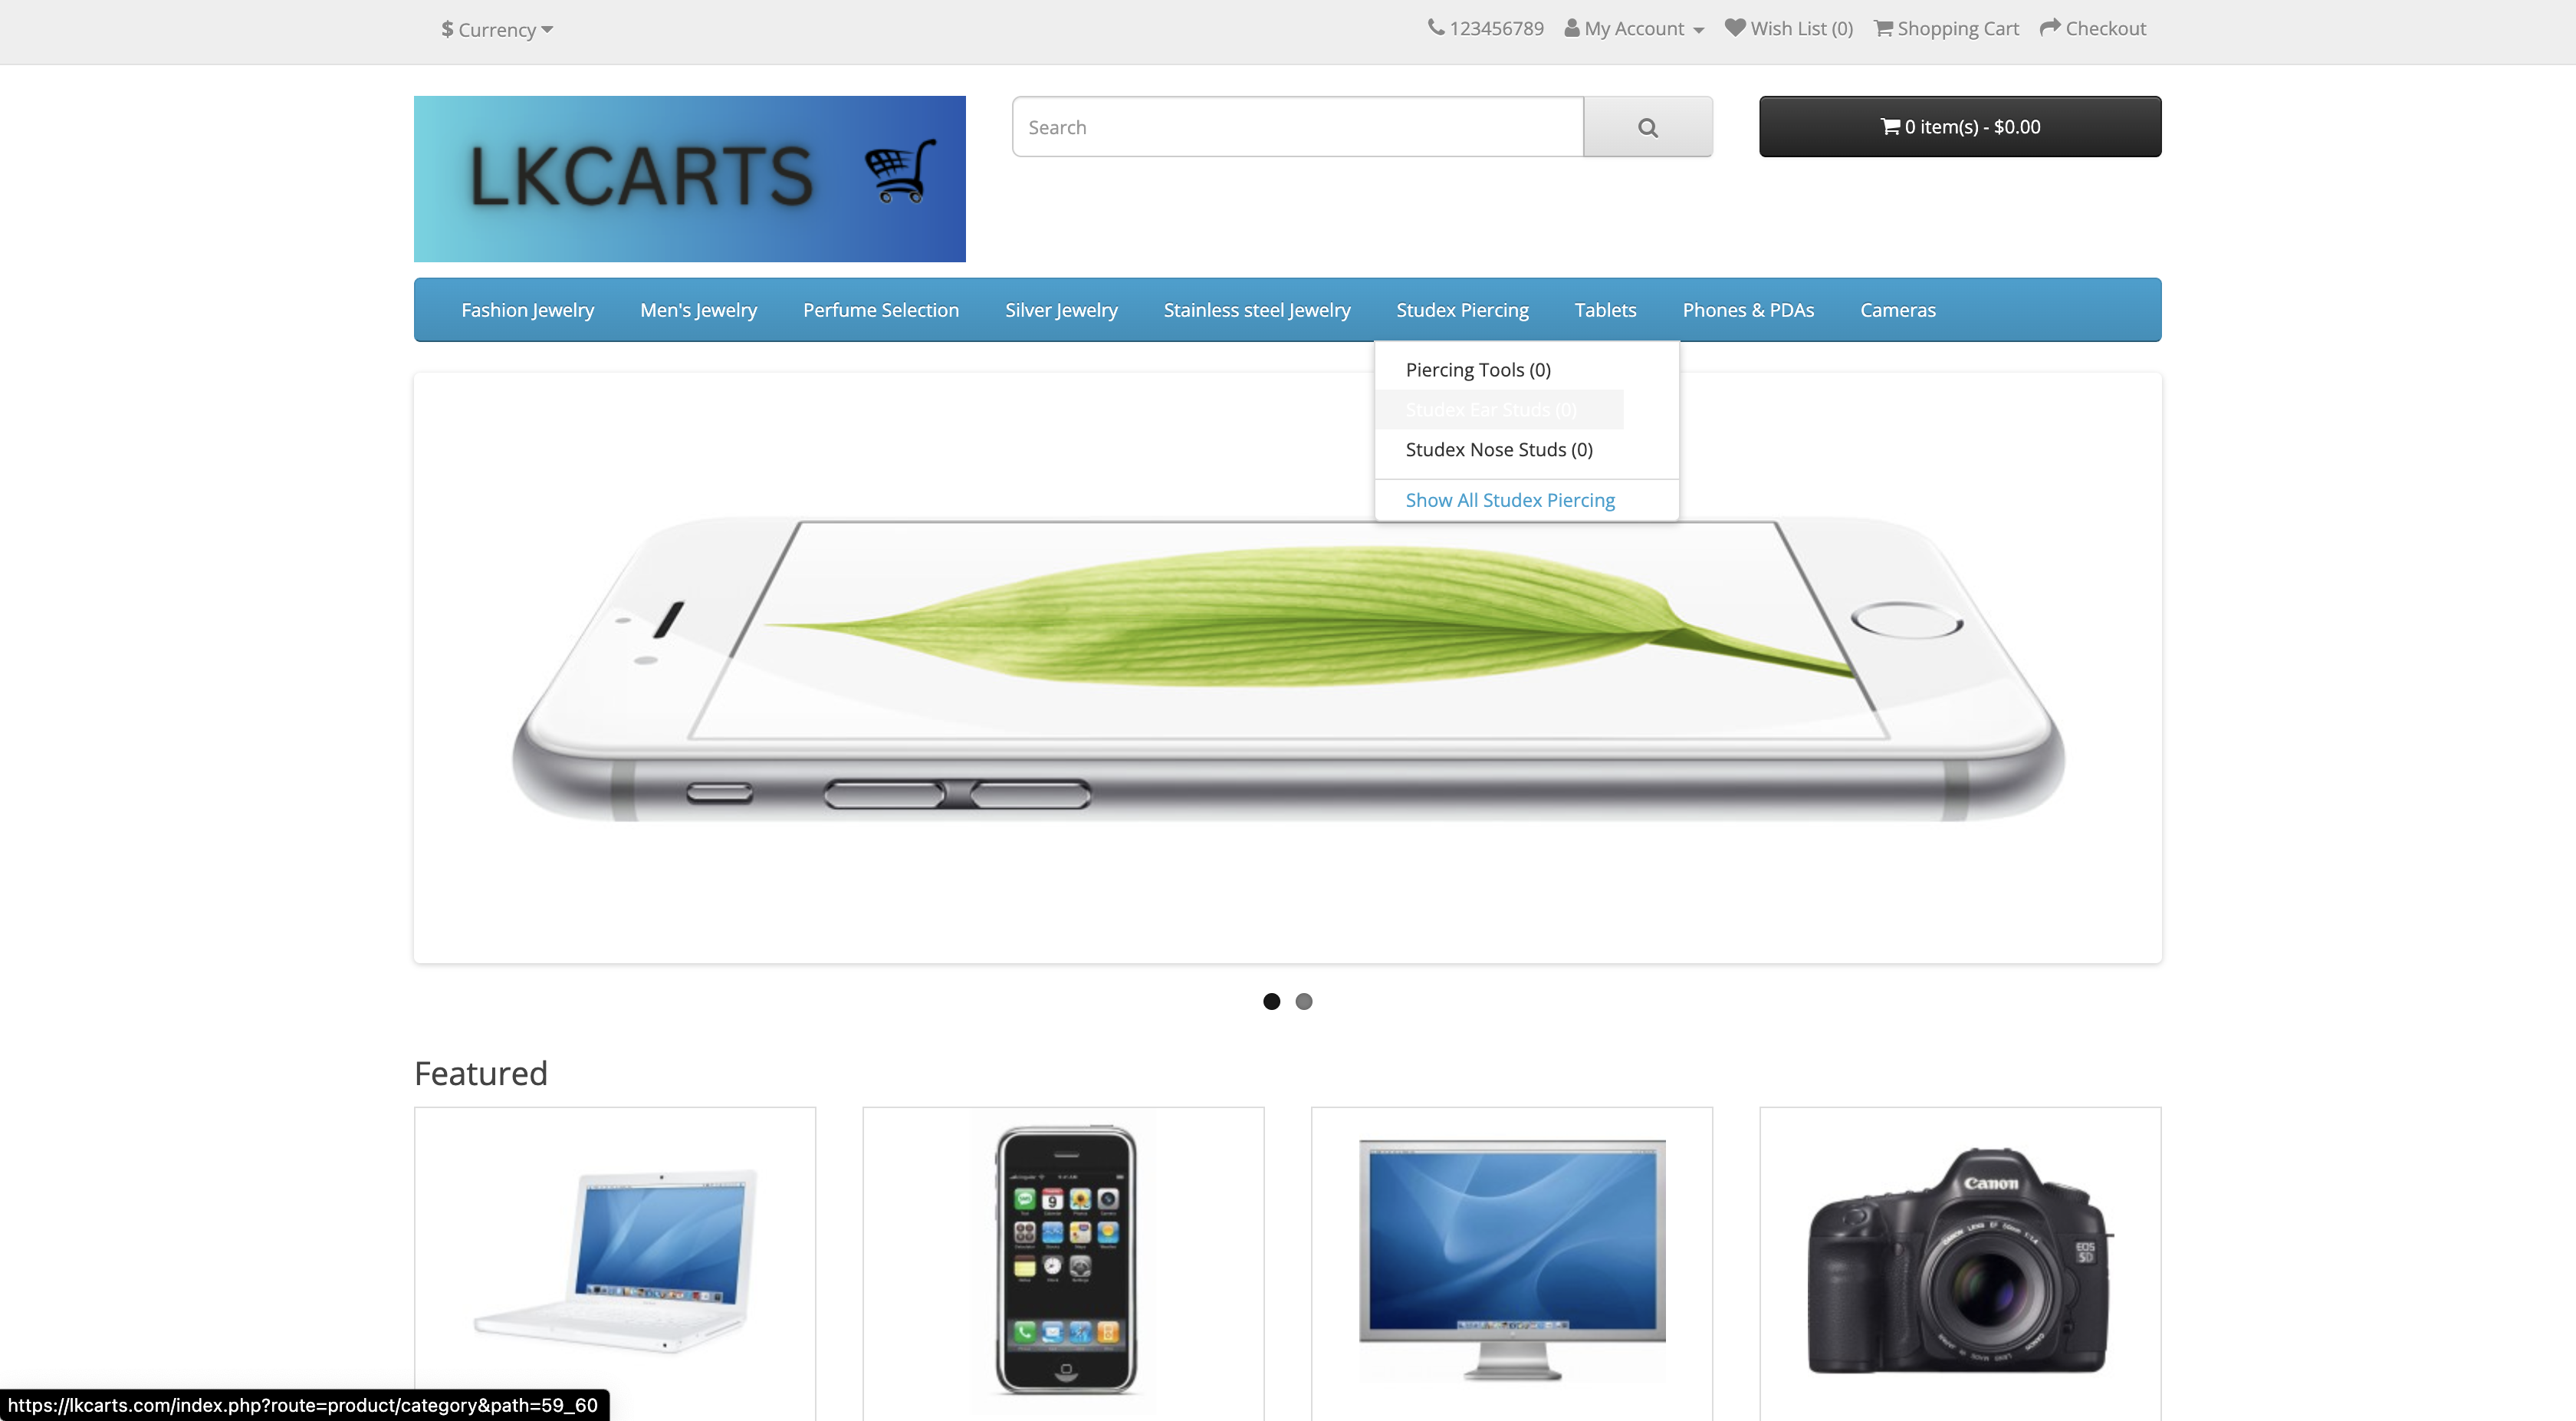 $ Currency
123456789 My Account Wish List (0) Shopping Cart Checkout
LKCARTS
Search
0 item(s) - $0.00
Fashion Jewelry Men's Jewelry Perfume Selection Silver Jewelry Stainless steel Jewelry Studex Piercing Tablets Phones & PDAs Cameras
Piercing Tools (0)
Studex Ear Studs (0)
Studex Nose Studs (0)
Show All Studex Piercing
Featured
Canon
EOS
5D
https://lkcarts.com/index.php?route=product/category&path=59_60